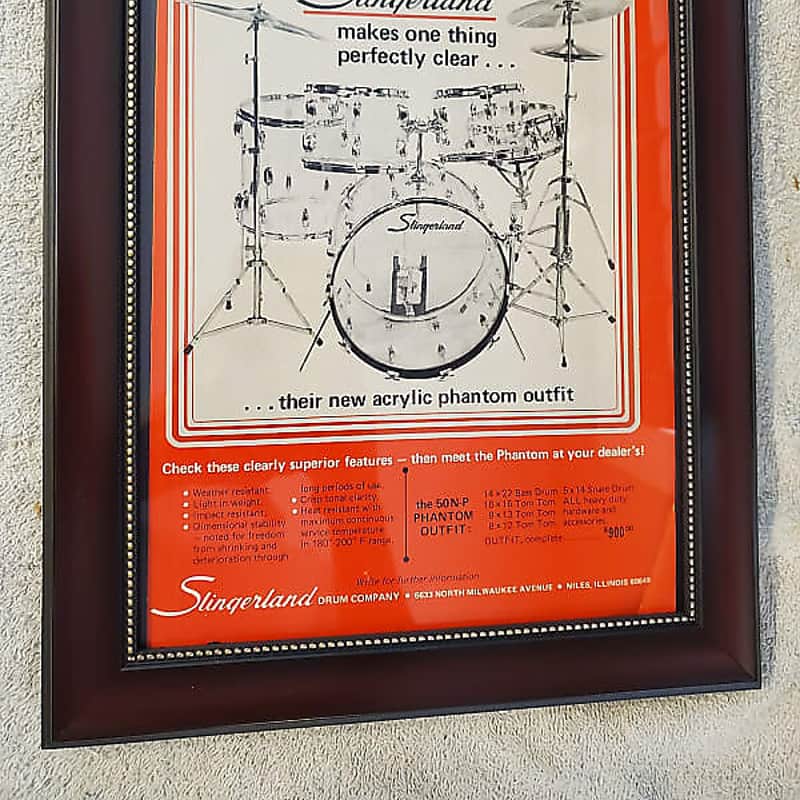 Slingerland
makes one thing
perfectly clear . . .
Slingerland
. . . their new acrylic phantom outfit
Check these clearly superior features – then meet the Phantom at your dealer's!
• Weather resistant.
• Light in weight.
• Impact resistant.
• Dimensional stability
– noted for freedom
from shrinking and
deterioration through
long periods of use.
• Crisp tonal clarity.
• Heat resistant with
maximum continuous
service temperature
in 180°-200° F range.
the 50N-P
PHANTOM
OUTFIT:
14 × 22 Bass Drum
16 × 16 Tom Tom
9 × 13 Tom Tom
8 × 12 Tom Tom
5 × 14 Snare Drum
ALL heavy duty
hardware and
accessories.
OUTFIT, complete ........... $900.00
Write for further information
Slingerland DRUM COMPANY • 6633 NORTH MILWAUKEE AVENUE • NILES, ILLINOIS 60648